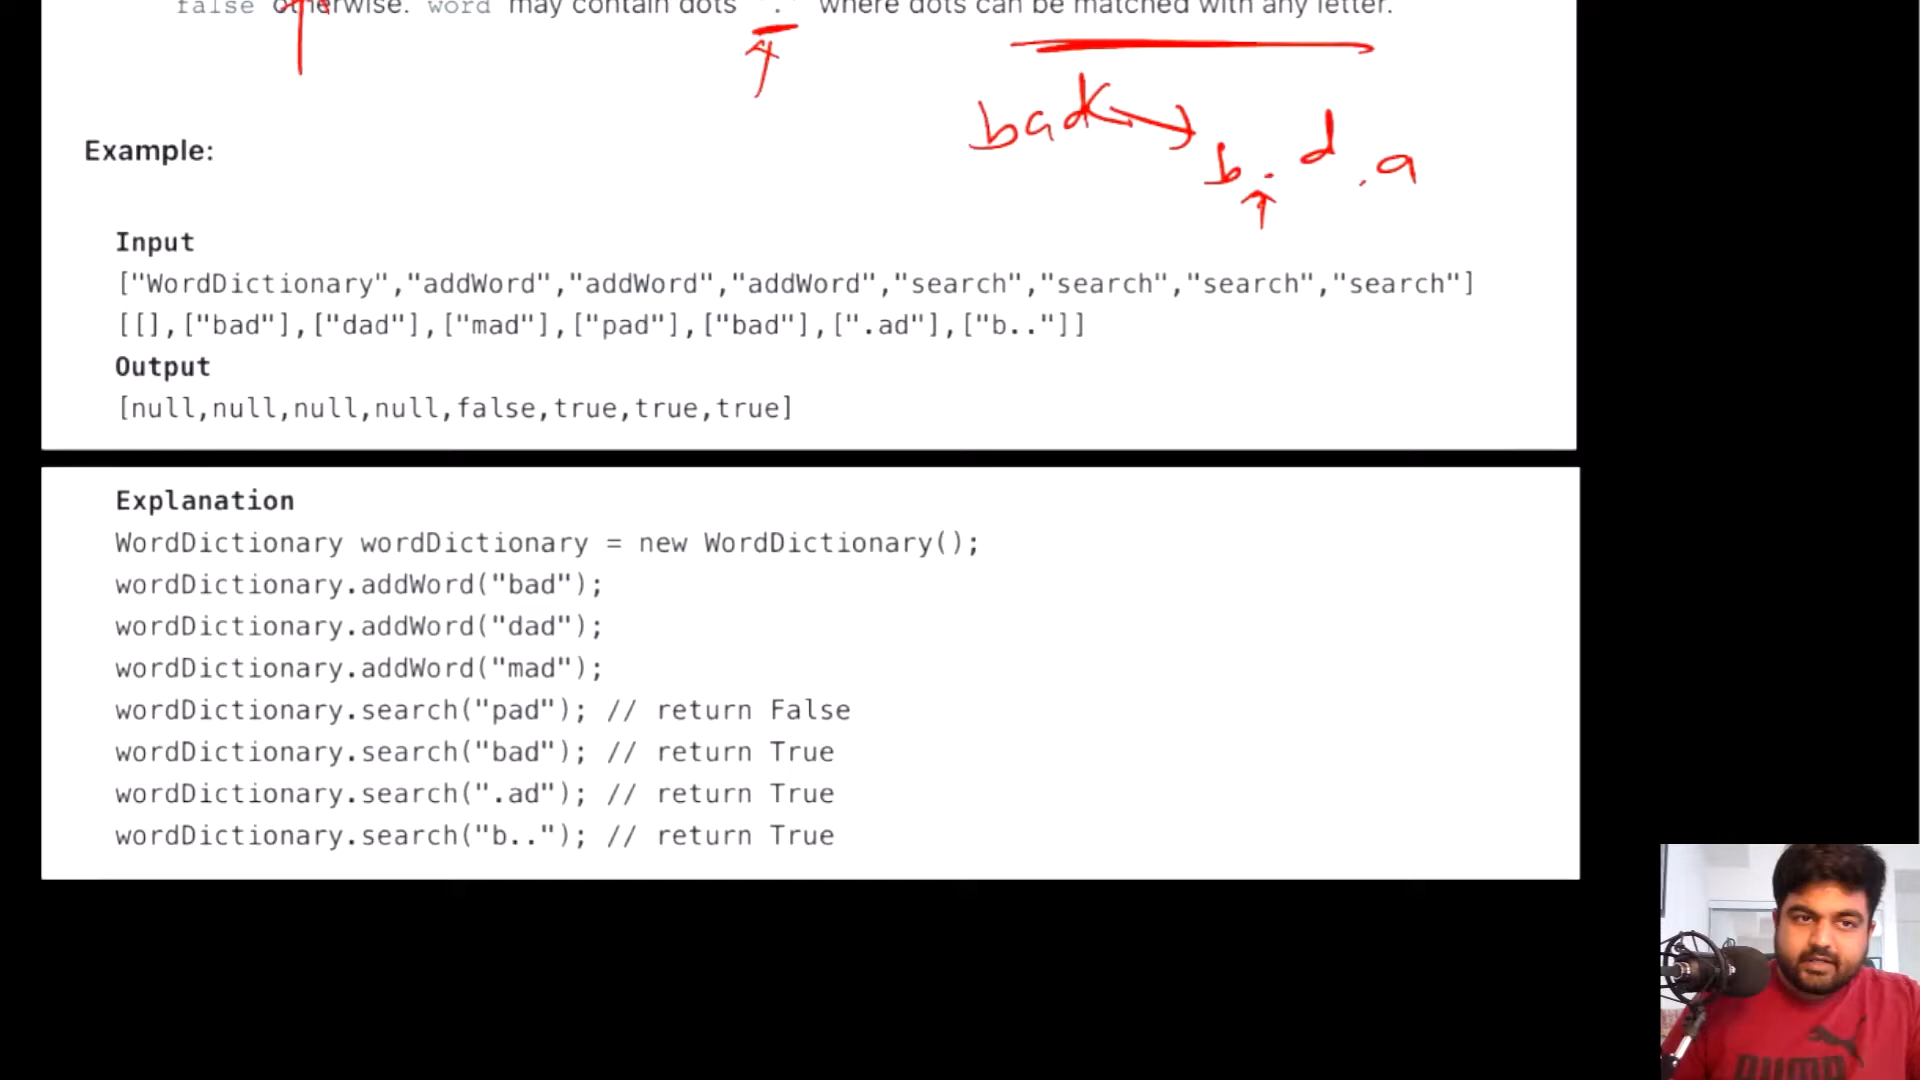 false otherwise. word may contain dots '.' where dots can be matched with any letter.
bad
b . d . a
Example:
Input
["WordDictionary","addWord","addWord","addWord","search","search","search","search"]
[[],["bad"],["dad"],["mad"],["pad"],["bad"],[".ad"],["b.."]]
Output
[null,null,null,null,false,true,true,true]
Explanation
WordDictionary wordDictionary = new WordDictionary();
wordDictionary.addWord("bad");
wordDictionary.addWord("dad");
wordDictionary.addWord("mad");
wordDictionary.search("pad"); // return False
wordDictionary.search("bad"); // return True
wordDictionary.search(".ad"); // return True
wordDictionary.search("b.."); // return True
PUMA